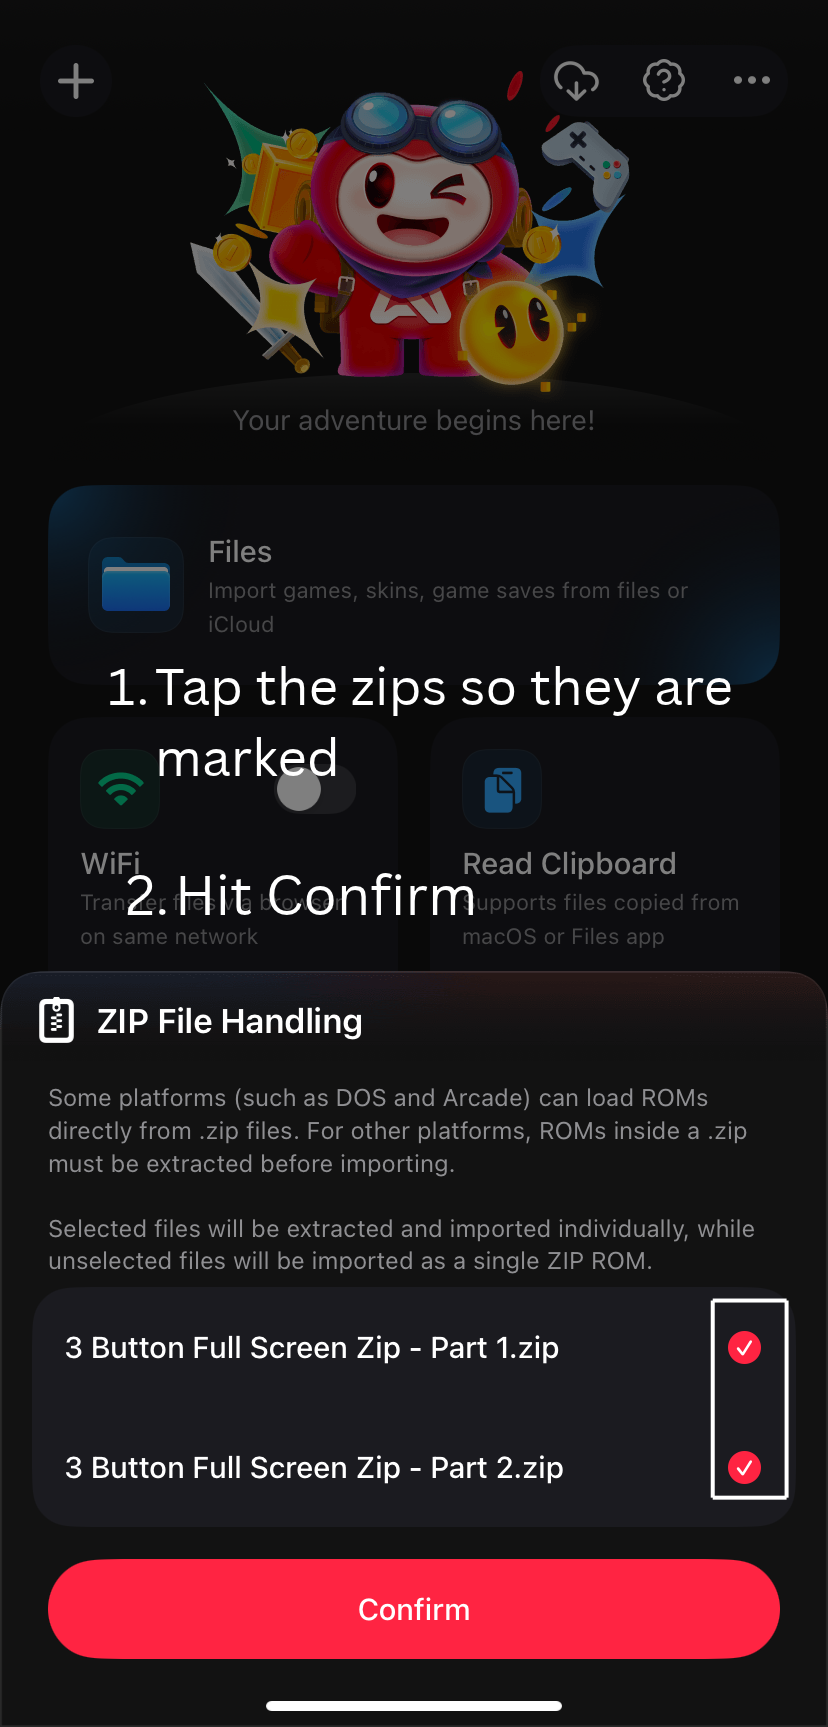 Your adventure begins here!
Files
Import games, skins, game saves from files or
iCloud
1. Tap the zips so they are
marked
WiFi
Transfer files via browser
on same network
Read Clipboard
Supports files copied from
macOS or Files app
2. Hit Confirm
ZIP File Handling
Some platforms (such as DOS and Arcade) can load ROMs
directly from .zip files. For other platforms, ROMs inside a .zip
must be extracted before importing.
Selected files will be extracted and imported individually, while
unselected files will be imported as a single ZIP ROM.
3 Button Full Screen Zip - Part 1.zip
3 Button Full Screen Zip - Part 2.zip
Confirm